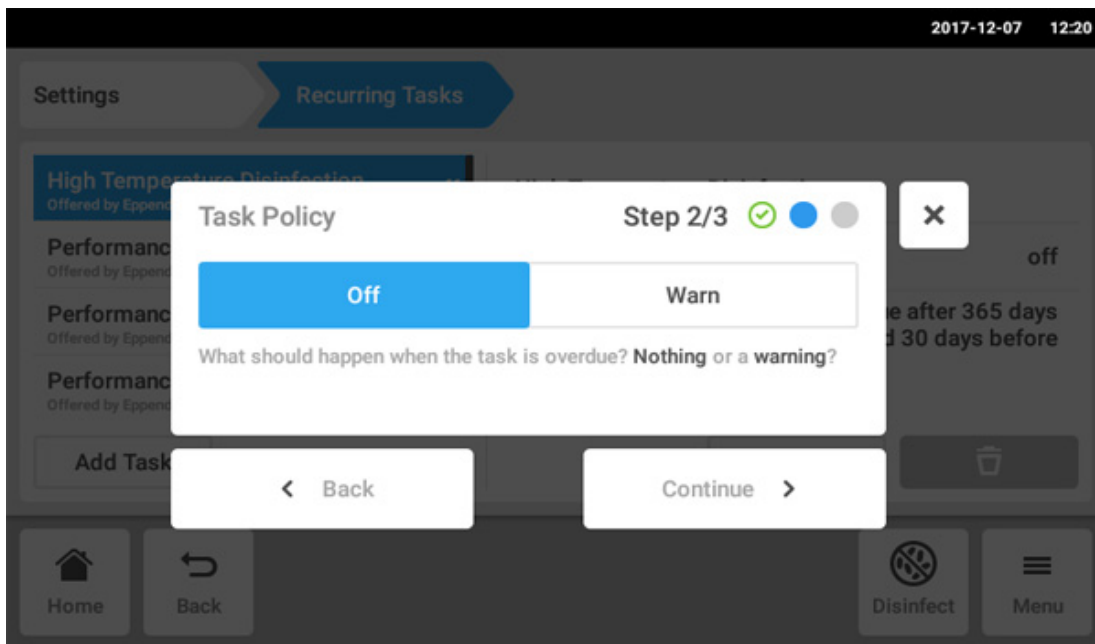 2017-12-07 12:20
Settings
Recurring Tasks
High Temperature Disinfection
Offered by Eppend
Performanc
Offered by Eppend
Performanc
Offered by Eppend
Performanc
Offered by Eppend
Add Task
off
e after 365 days
d 30 days before
Task Policy
Step 2/3
Off
Warn
What should happen when the task is overdue? Nothing or a warning?
Back
Continue
Home
Back
Disinfect
Menu